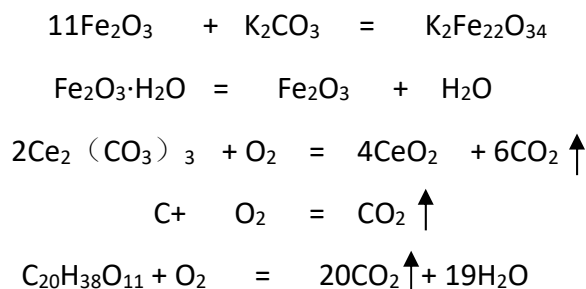 11Fe₂O₃ + K₂CO₃ = K₂Fe₂₂O₃₄
Fe₂O₃·H₂O = Fe₂O₃ + H₂O
2Ce₂（CO₃）₃ + O₂ = 4CeO₂ + 6CO₂ ↑
C+ O₂ = CO₂ ↑
C₂₀H₃₈O₁₁ + O₂ = 20CO₂↑+ 19H₂O